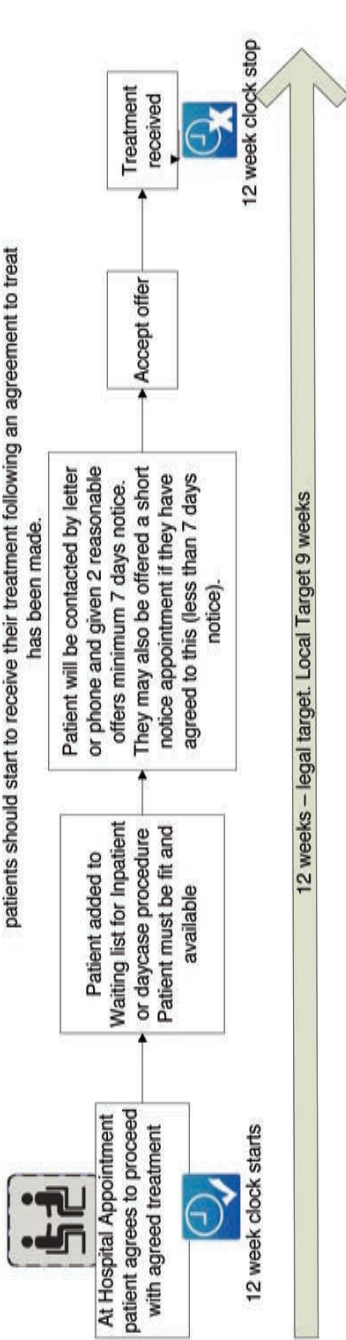 patients should start to receive their treatment following an agreement to treat
has been made.
At Hospital Appointment
patient agrees to proceed
with agreed treatment
12 week clock starts
Patient added to
Waiting list for Inpatient
or daycase procedure
Patient must be fit and
available
Patient will be contacted by letter
or phone and given 2 reasonable
offers minimum 7 days notice.
They may also be offered a short
notice appointment if they have
agreed to this (less than 7 days
notice).
Accept offer
Treatment
received
12 week clock stop
12 weeks – legal target. Local Target 9 weeks